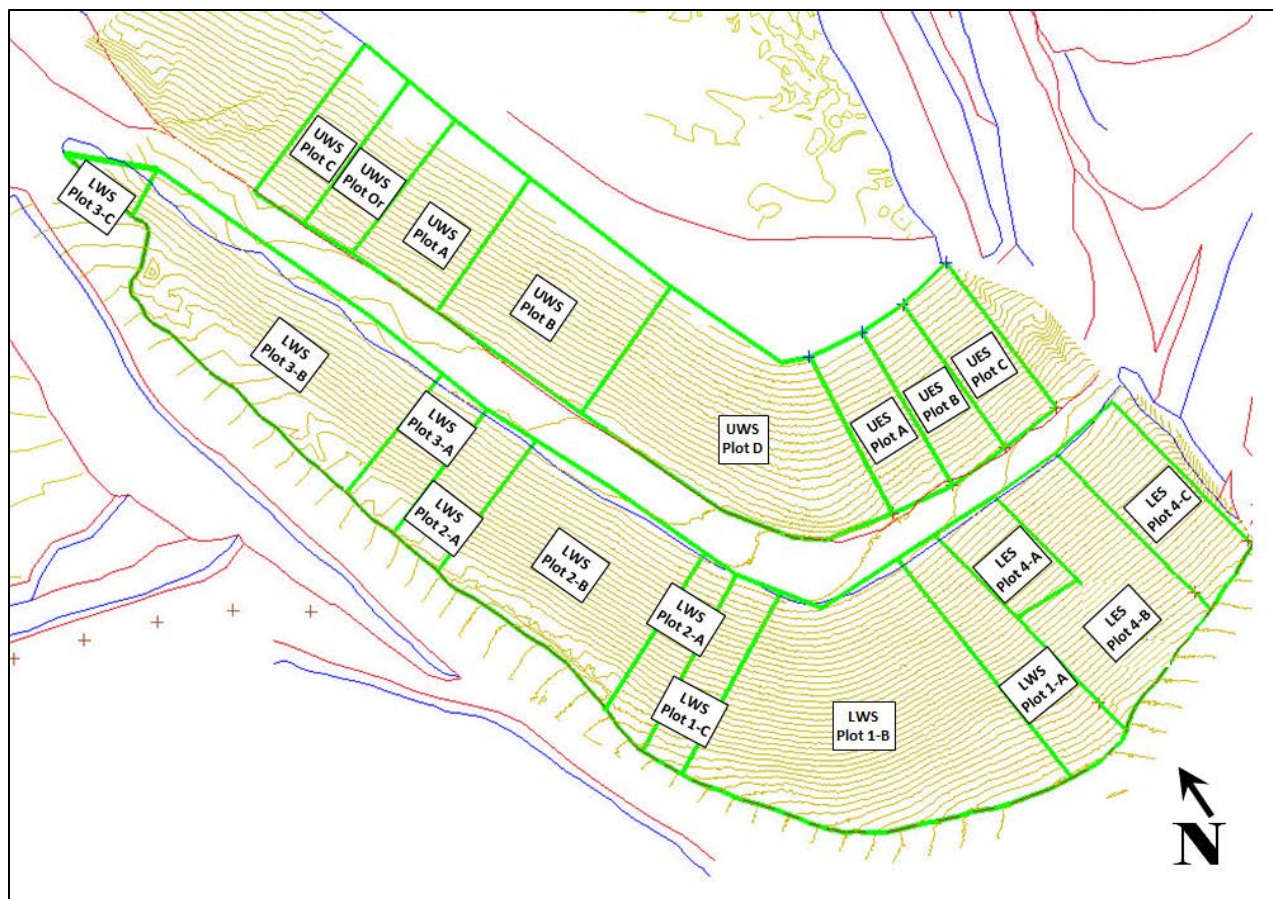 UWS
Plot C
UWS
Plot Or
UWS
Plot A
UWS
Plot B
UWS
Plot D
UES
Plot A
UES
Plot B
UES
Plot C
LWS
Plot 3-C
LWS
Plot 3-B
LWS
Plot 3-A
LWS
Plot 2-A
LWS
Plot 2-B
LWS
Plot 2-A
LWS
Plot 1-C
LWS
Plot 1-B
LWS
Plot 1-A
LES
Plot 4-A
LES
Plot 4-B
LES
Plot 4-C
N